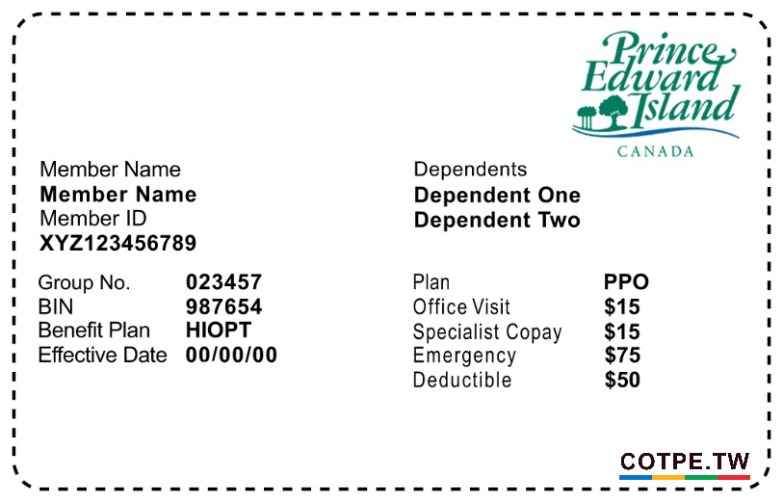 Prince
Edward
Island
CANADA
Member Name
Member Name
Member ID
XYZ123456789
Dependents
Dependent One
Dependent Two
Group No. 023457
BIN 987654
Benefit Plan HIOPT
Effective Date 00/00/00
Plan PPO
Office Visit $15
Specialist Copay $15
Emergency $75
Deductible $50
COTPE.TW